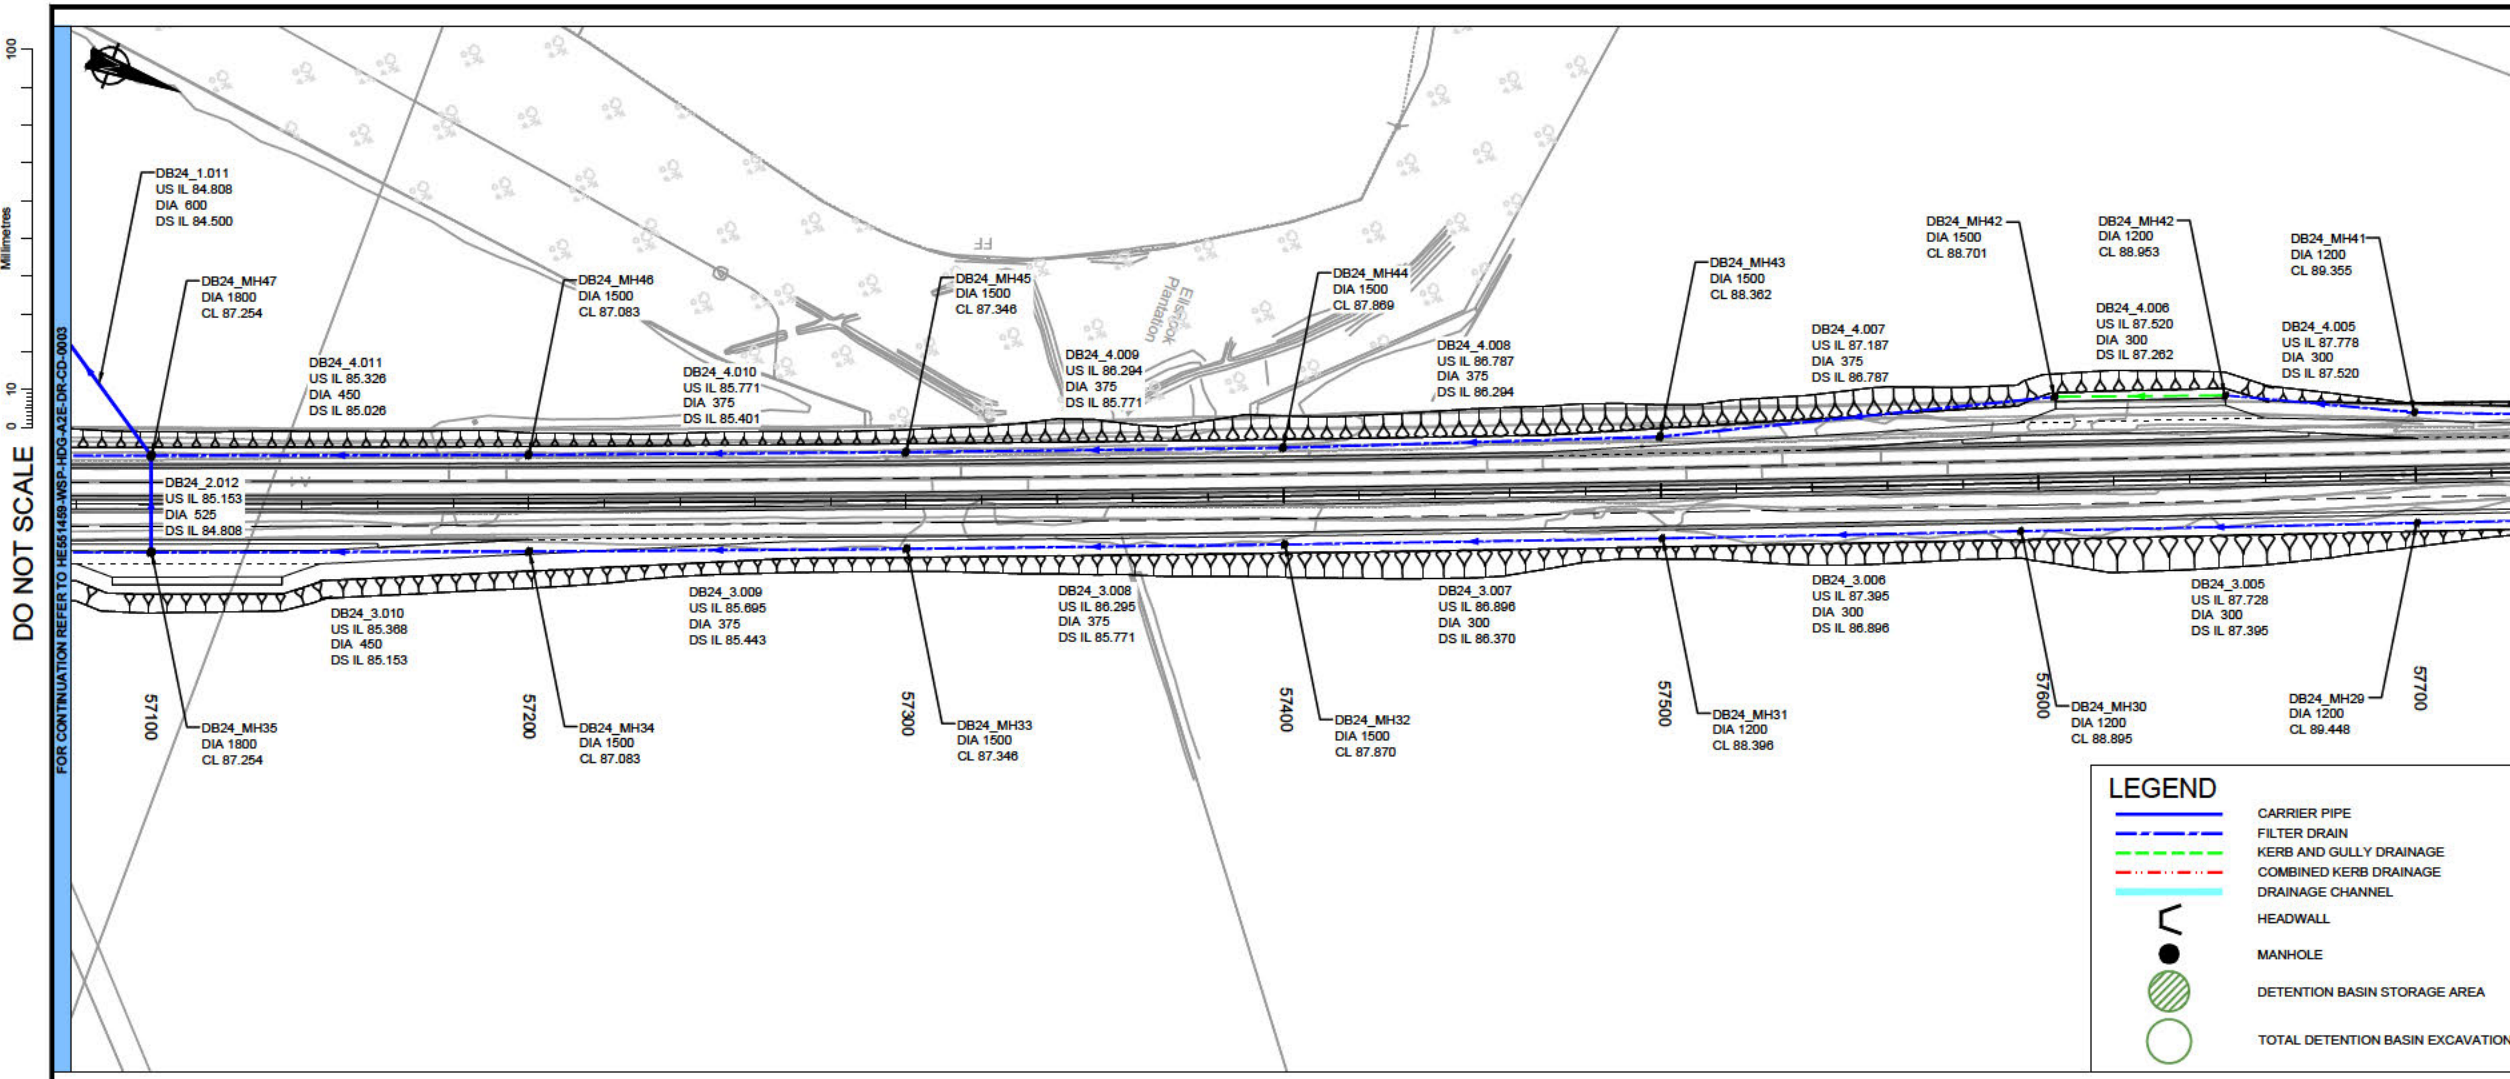 100
Millimetres
10
0
DO NOT SCALE
FOR CONTINUATION REFER TO HE551459-WSP-HDG-A2E-DR-CD-0003
DB24_1.011
US IL 84.808
DIA 600
DS IL 84.500
DB24_MH47
DIA 1800
CL 87.254
DB24_4.011
US IL 85.326
DIA 450
DS IL 85.026
DB24_MH46
DIA 1500
CL 87.083
DB24_4.010
US IL 85.771
DIA 375
DS IL 85.401
FF
DB24_MH45
DIA 1500
CL 87.346
DB24_4.009
US IL 86.294
DIA 375
DS IL 85.771
Plantation
DB24_MH44
DIA 1500
CL 87.869
DB24_4.008
US IL 86.787
DIA 375
DS IL 86.294
DB24_MH43
DIA 1500
CL 88.362
DB24_4.007
US IL 87.187
DIA 375
DS IL 86.787
DB24_MH42
DIA 1500
CL 88.701
DB24_MH42
DIA 1200
CL 88.953
DB24_4.006
US IL 87.520
DIA 300
DS IL 87.262
DB24_MH41
DIA 1200
CL 89.355
DB24_4.005
US IL 87.778
DIA 300
DS IL 87.520
DB24_2.012
US IL 85.153
DIA 525
DS IL 84.808
A1
DB24_3.010
US IL 85.368
DIA 450
DS IL 85.153
DB24_3.009
US IL 85.695
DIA 375
DS IL 85.443
DB24_3.008
US IL 86.295
DIA 375
DS IL 85.771
DB24_3.007
US IL 86.896
DIA 300
DS IL 86.370
DB24_3.006
US IL 87.395
DIA 300
DS IL 86.896
DB24_3.005
US IL 87.728
DIA 300
DS IL 87.395
57100
DB24_MH35
DIA 1800
CL 87.254
57200
DB24_MH34
DIA 1500
CL 87.083
57300
DB24_MH33
DIA 1500
CL 87.346
57400
DB24_MH32
DIA 1500
CL 87.870
57500
DB24_MH31
DIA 1200
CL 88.396
57600
DB24_MH30
DIA 1200
CL 88.895
DB24_MH29
DIA 1200
CL 89.448
57700
LEGEND
CARRIER PIPE
FILTER DRAIN
KERB AND GULLY DRAINAGE
COMBINED KERB DRAINAGE
DRAINAGE CHANNEL
HEADWALL
MANHOLE
DETENTION BASIN STORAGE AREA
TOTAL DETENTION BASIN EXCAVATION